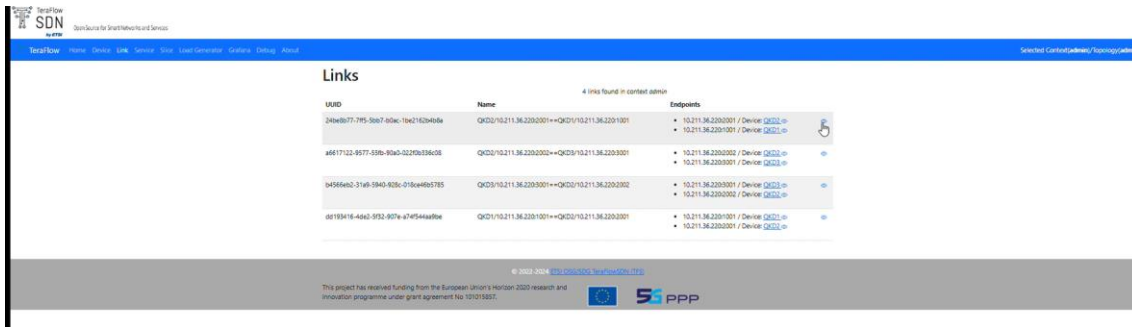 TeraFlow
SDN
by ETSI
Open Source for Smart Networks and Services
TeraFlow Home Device Link Service Slice Load Generator Grafana Debug About
Selected Context(admin)/Topology(adm
Links
4 links found in context admin
UUID Name Endpoints
QKD2/10.211.36.220:2001==QKD1/10.211.36.220:1001
10.211.36.220:2001 / Device: QKD2
10.211.36.220:1001 / Device: QKD1
a6617122-9577-55fb-90a0-022f0b336c08 QKD2/10.211.36.220:2002==QKD3/10.211.36.220:3001
10.211.36.220:2002 / Device: QKD2
10.211.36.220:3001 / Device: QKD3
b4566eb2-31a9-5940-928c-018ce46b5785 QKD3/10.211.36.220:3001==QKD2/10.211.36.220:2002
10.211.36.220:3001 / Device: QKD3
10.211.36.220:2002 / Device: QKD2
dd193416-4de2-5f32-907e-a74f544aa9be QKD1/10.211.36.220:1001==QKD2/10.211.36.220:2001
10.211.36.220:1001 / Device: QKD1
10.211.36.220:2001 / Device: QKD2
© 2022-2024 ETSI OSG/SDG TeraFlowSDN (TFS)
This project has received funding from the European Union's Horizon 2020 research and
innovation programme under grant agreement No 101015857.
5G PPP